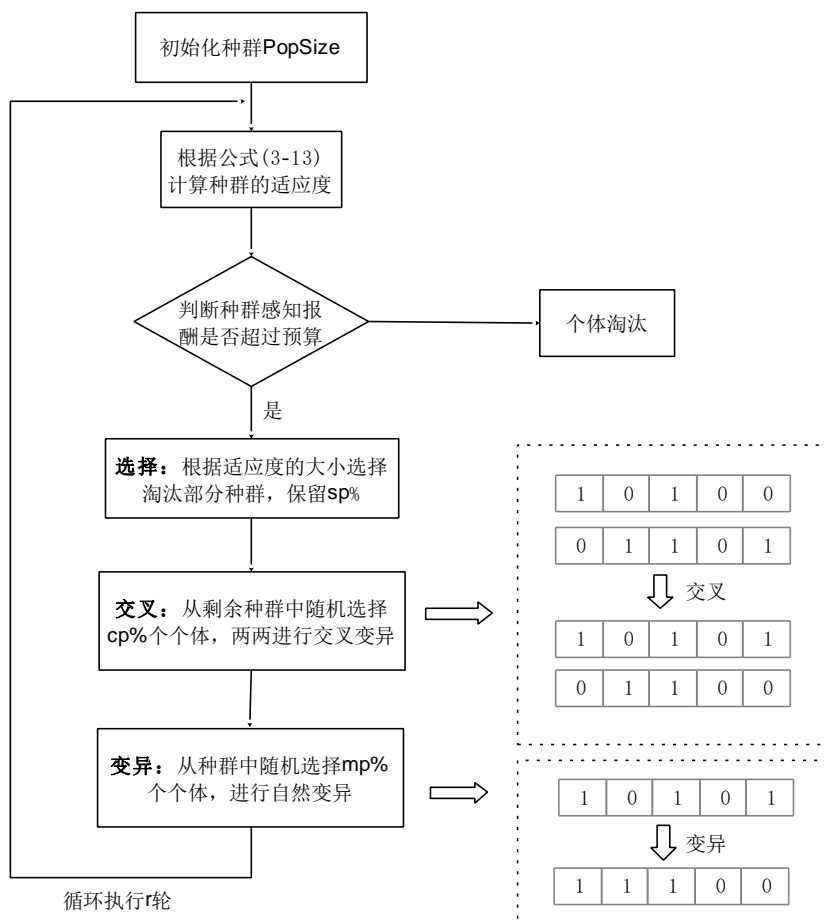 初始化种群PopSize
根据公式(3-13)
计算种群的适应度
判断种群感知报
酬是否超过预算
个体淘汰
是
选择：根据适应度的大小选择
淘汰部分种群，保留sp%
交叉：从剩余种群中随机选择
cp%个个体，两两进行交叉变异
变异：从种群中随机选择mp%
个个体，进行自然变异
循环执行r轮
1 0 1 0 0
0 1 1 0 1
交叉
1 0 1 0 1
0 1 1 0 0
1 0 1 0 1
变异
1 1 1 0 0